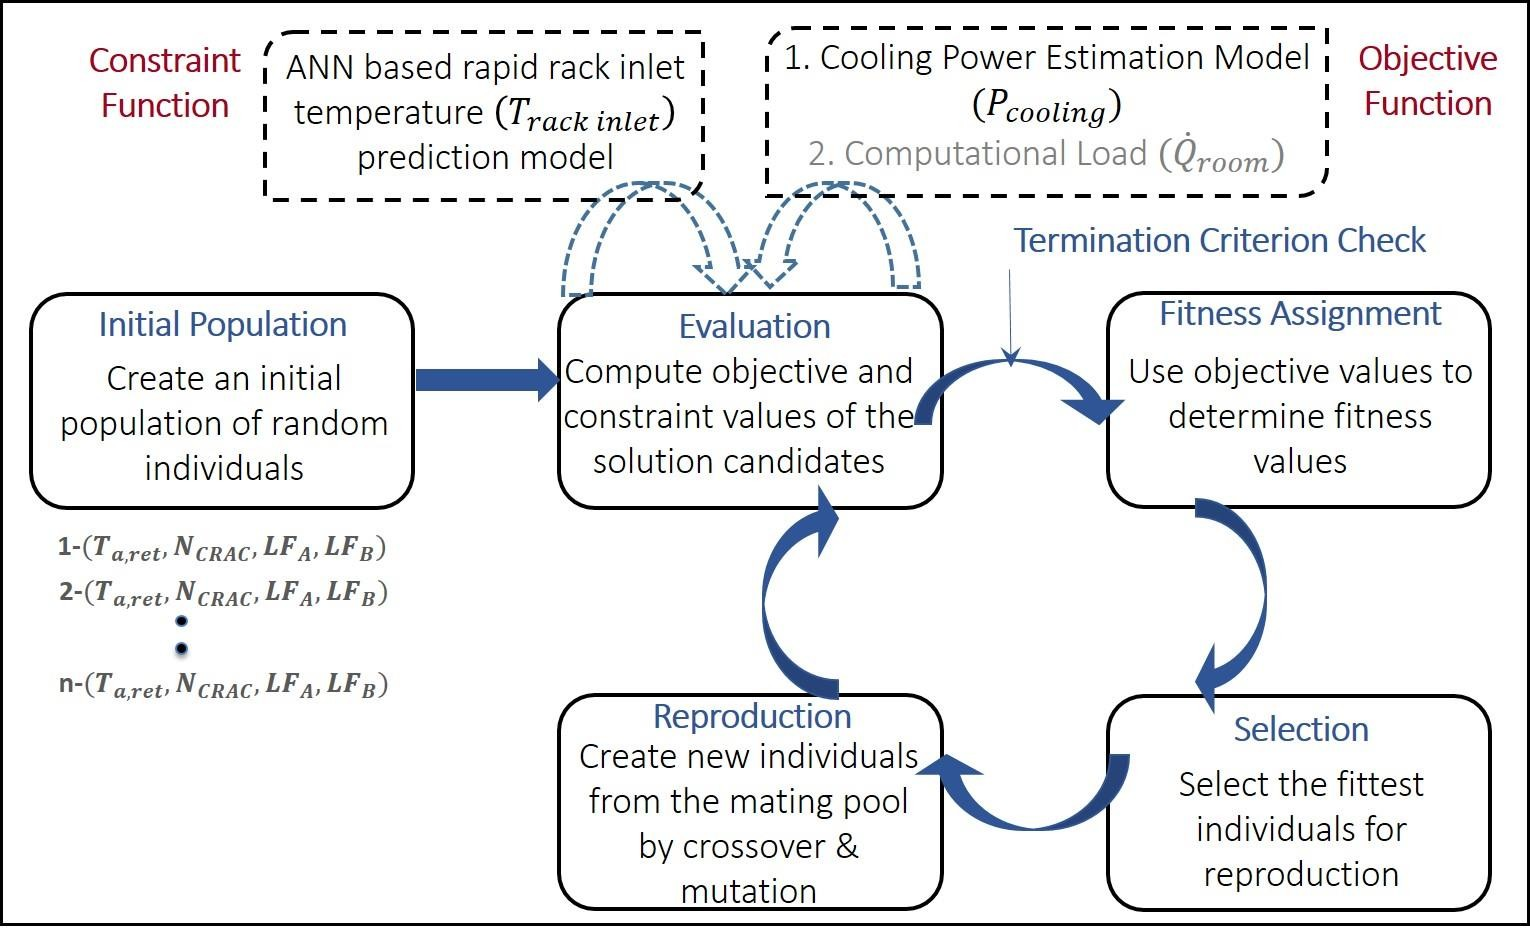 Constraint
Function
ANN based rapid rack inlet
temperature (T_rack inlet)
prediction model
1. Cooling Power Estimation Model
(P_cooling)
2. Computational Load (Q̇_room)
Objective
Function
Termination Criterion Check
Initial Population
Create an initial
population of random
individuals
Evaluation
Compute objective and
constraint values of the
solution candidates
Fitness Assignment
Use objective values to
determine fitness
values
1-(T_a,ret, N_CRAC, LF_A, LF_B)
2-(T_a,ret, N_CRAC, LF_A, LF_B)
n-(T_a,ret, N_CRAC, LF_A, LF_B)
Reproduction
Create new individuals
from the mating pool
by crossover &
mutation
Selection
Select the fittest
individuals for
reproduction